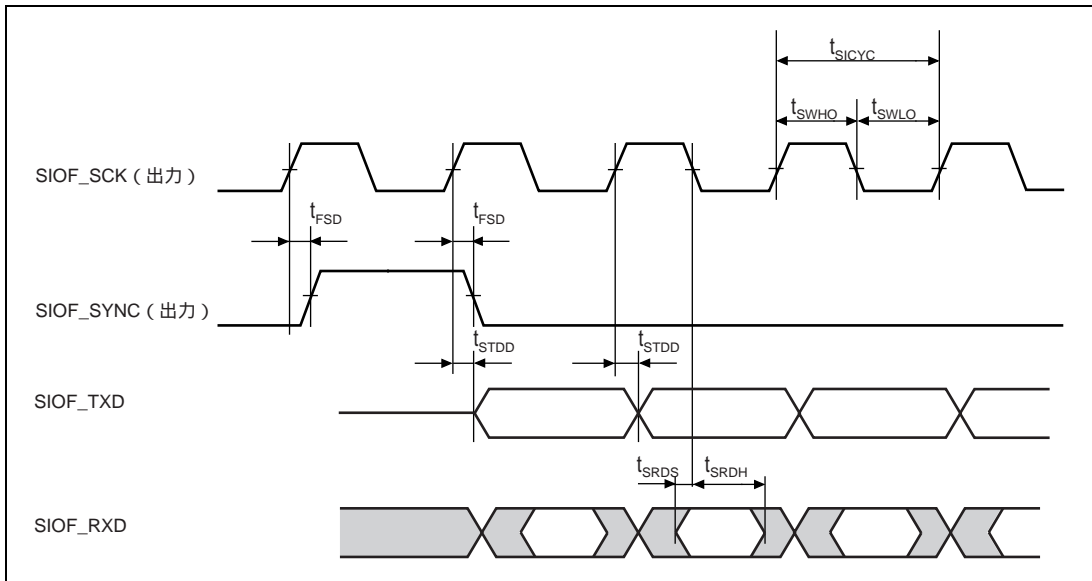 tSICYC
tSWHO tSWLO
SIOF_SCK（出力）
tFSD tFSD
SIOF_SYNC（出力）
tSTDD tSTDD
SIOF_TXD
tSRDS tSRDH
SIOF_RXD